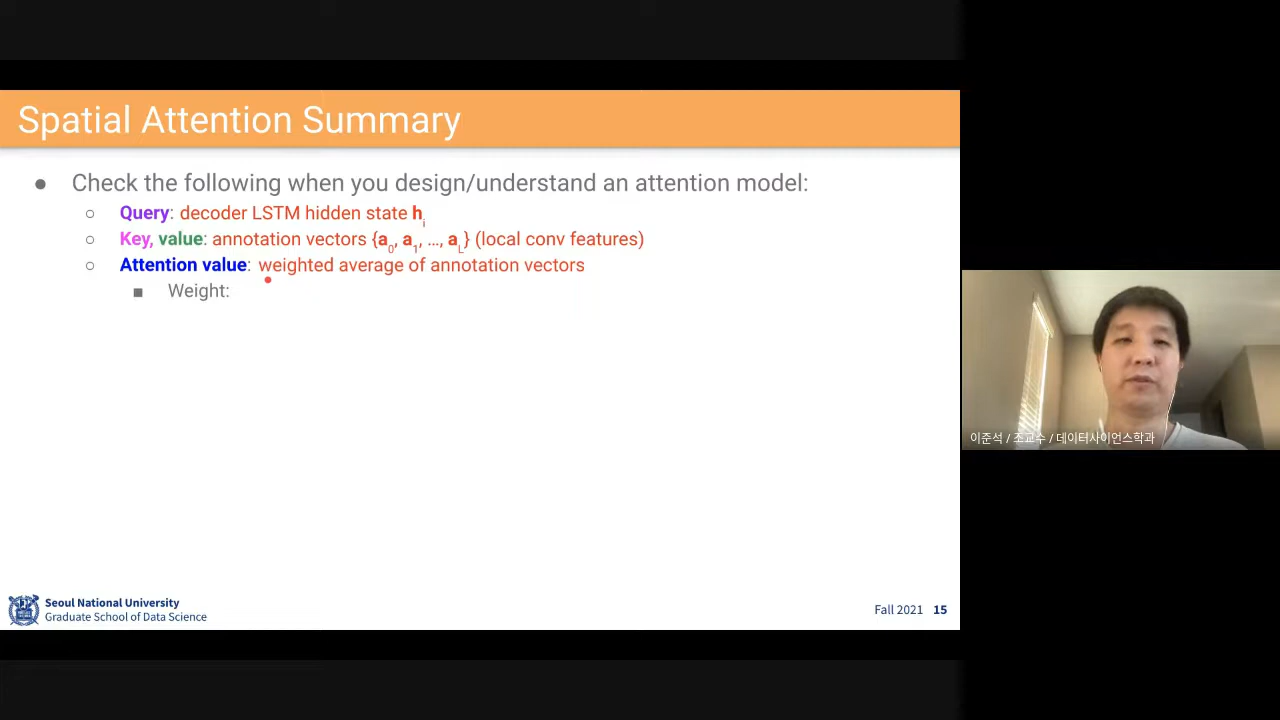 Spatial Attention Summary
● Check the following when you design/understand an attention model:
○ Query: decoder LSTM hidden state hᵢ
○ Key, value: annotation vectors {a₀, a₁, …, a_L} (local conv features)
○ Attention value: weighted average of annotation vectors
■ Weight:
이준석 / 조교수 / 데이터사이언스학과
Seoul National University
Graduate School of Data Science
Fall 2021 15